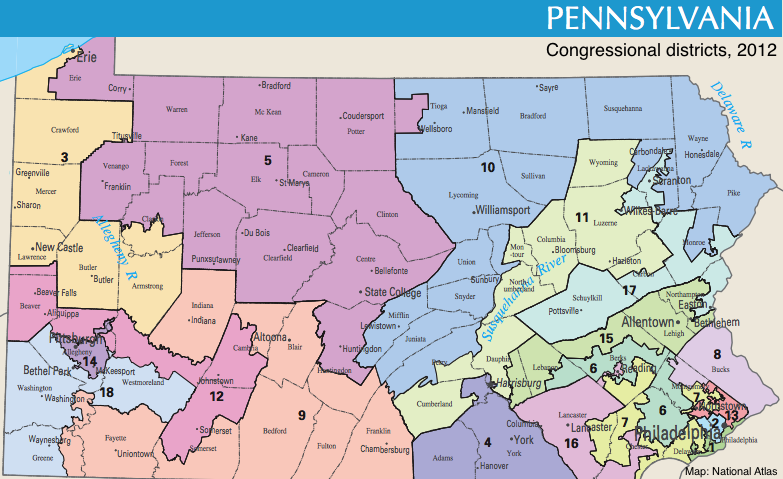 PENNSYLVANIA
Congressional districts, 2012
Erie
Erie
Corry
Bradford
Warren
Mc Kean
Coudersport
Potter
Tioga
Wellsboro
Mansfield
Sayre
Bradford
Susquehanna
Delaware R
Crawford
Titusville
Kane
Wayne
Honesdale
3
Venango
Forest
5
Elk
Cameron
St Marys
10
Sullivan
Wyoming
Carbondale
Lackawanna
Scranton
Greenville
Mercer
Franklin
Sharon
Clarion
Clinton
Lycoming
Williamsport
11
Luzerne
Wilkes-Barre
Pike
Allegheny R
Jefferson
Du Bois
Clearfield
Clearfield
Columbia
Bloomsburg
Mon
-tour
Monroe
New Castle
Lawrence
Punxsutawney
Centre
Bellefonte
Union
Hazleton
Butler
Butler
Armstrong
State College
Sunbury
North-
umberland
Susquehanna River
Carbon
17
Beaver Falls
Beaver
Indiana
Indiana
Snyder
Schuylkill
Pottsville
Northampton
Easton
Aliquippa
Lewistown
Mifflin
Juniata
Allentown
Bethlehem
Lehigh
Pittsburgh
Allegheny
14
McKeesport
Cambria
Altoona
Blair
Huntingdon
Huntingdon
Perry
Dauphin
Lebanon
15
6
Berks
Reading
8
Bucks
Bethel Park
Westmoreland
Johnstown
Harrisburg
18
12
Cumberland
Washington
Washington
9
Lancaster
Lancaster
7
6
7
Norristown
13
2
Philadelphia
Philadelphia
1
Waynesburg
Greene
Fayette
Uniontown
Somerset
Somerset
Bedford
Fulton
Franklin
Chambersburg
Adams
4
Columbia
York
York
Hanover
16
Map: National Atlas